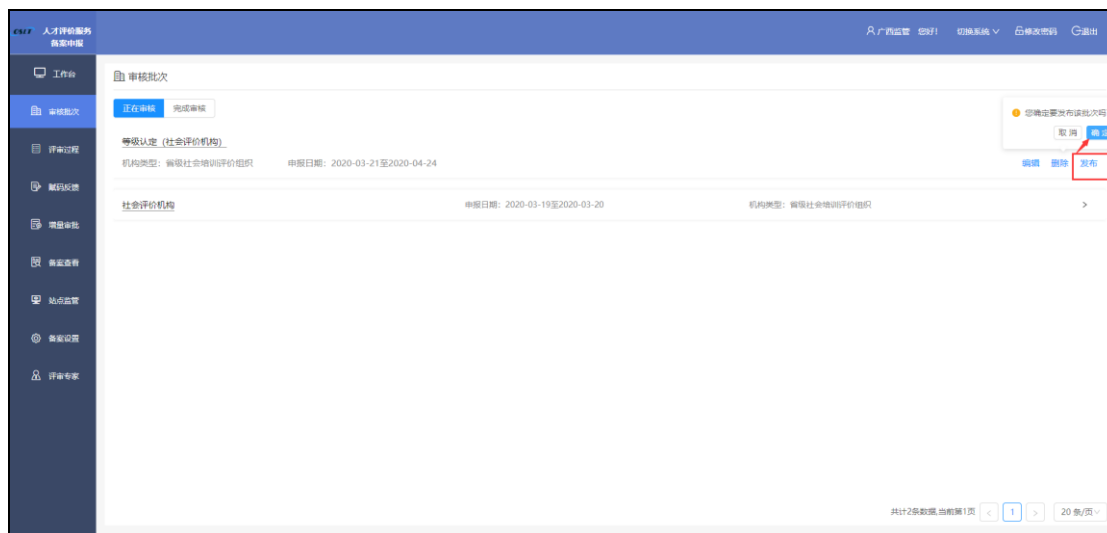 人才评价服务
备案申报
广西监管 您好!
切换系统
修改密码
退出
工作台
审核批次
评审过程
解码反馈
增量审批
备案查看
站点监管
备案设置
评审专家
审核批次
正在审核 完成审核
您确定要发布该批次吗
取消 确定
等级认定（社会评价机构）
机构类型：省级社会培训评价组织 申报日期：2020-03-21至2020-04-24
编辑 删除 发布
社会评价机构 申报日期：2020-03-19至2020-03-20 机构类型：省级社会培训评价组织
共计2条数据,当前第1页 1 20 条/页